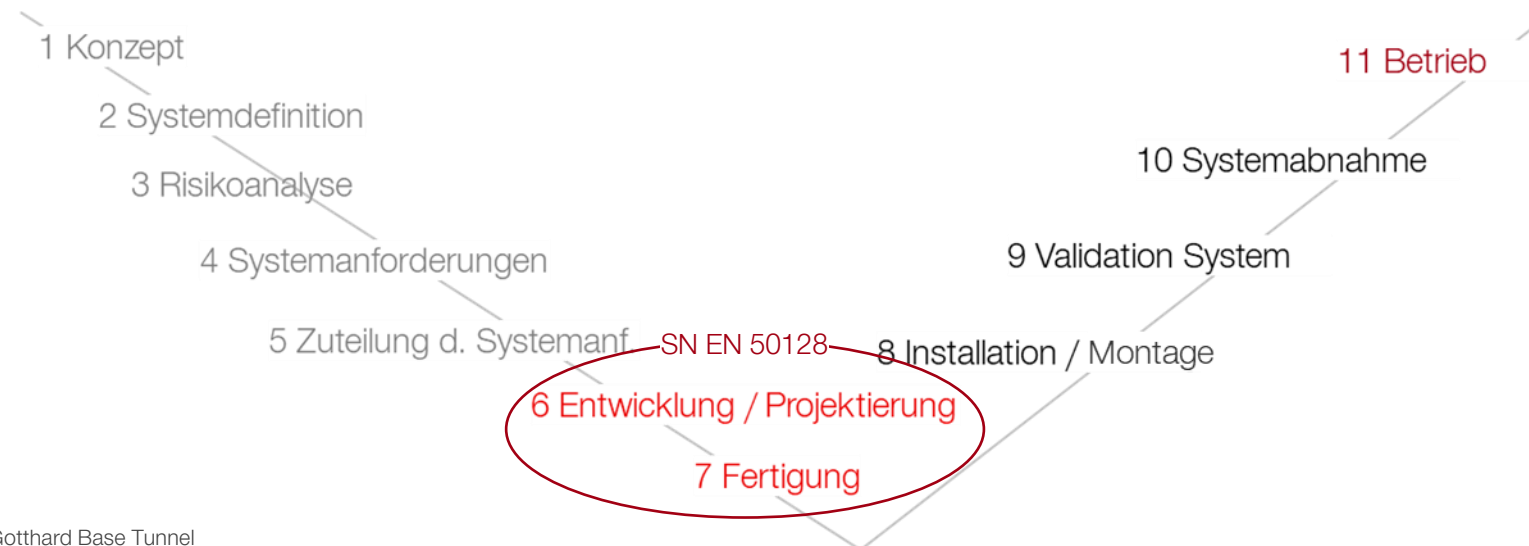 1 Konzept
11 Betrieb
2 Systemdefinition
10 Systemabnahme
3 Risikoanalyse
4 Systemanforderungen
9 Validation System
5 Zuteilung d. Systemanf.
SN EN 50128
8 Installation / Montage
6 Entwicklung / Projektierung
7 Fertigung
Gotthard Base Tunnel